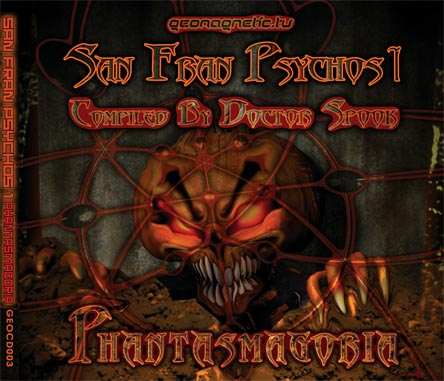 geomagnetic.tv
San Fran Psychos 1
Compiled By Doctor Spook
Phantasmagoria
SAN FRAN PSYCHOS 1 PHANTASMAGORIA GEOCD003